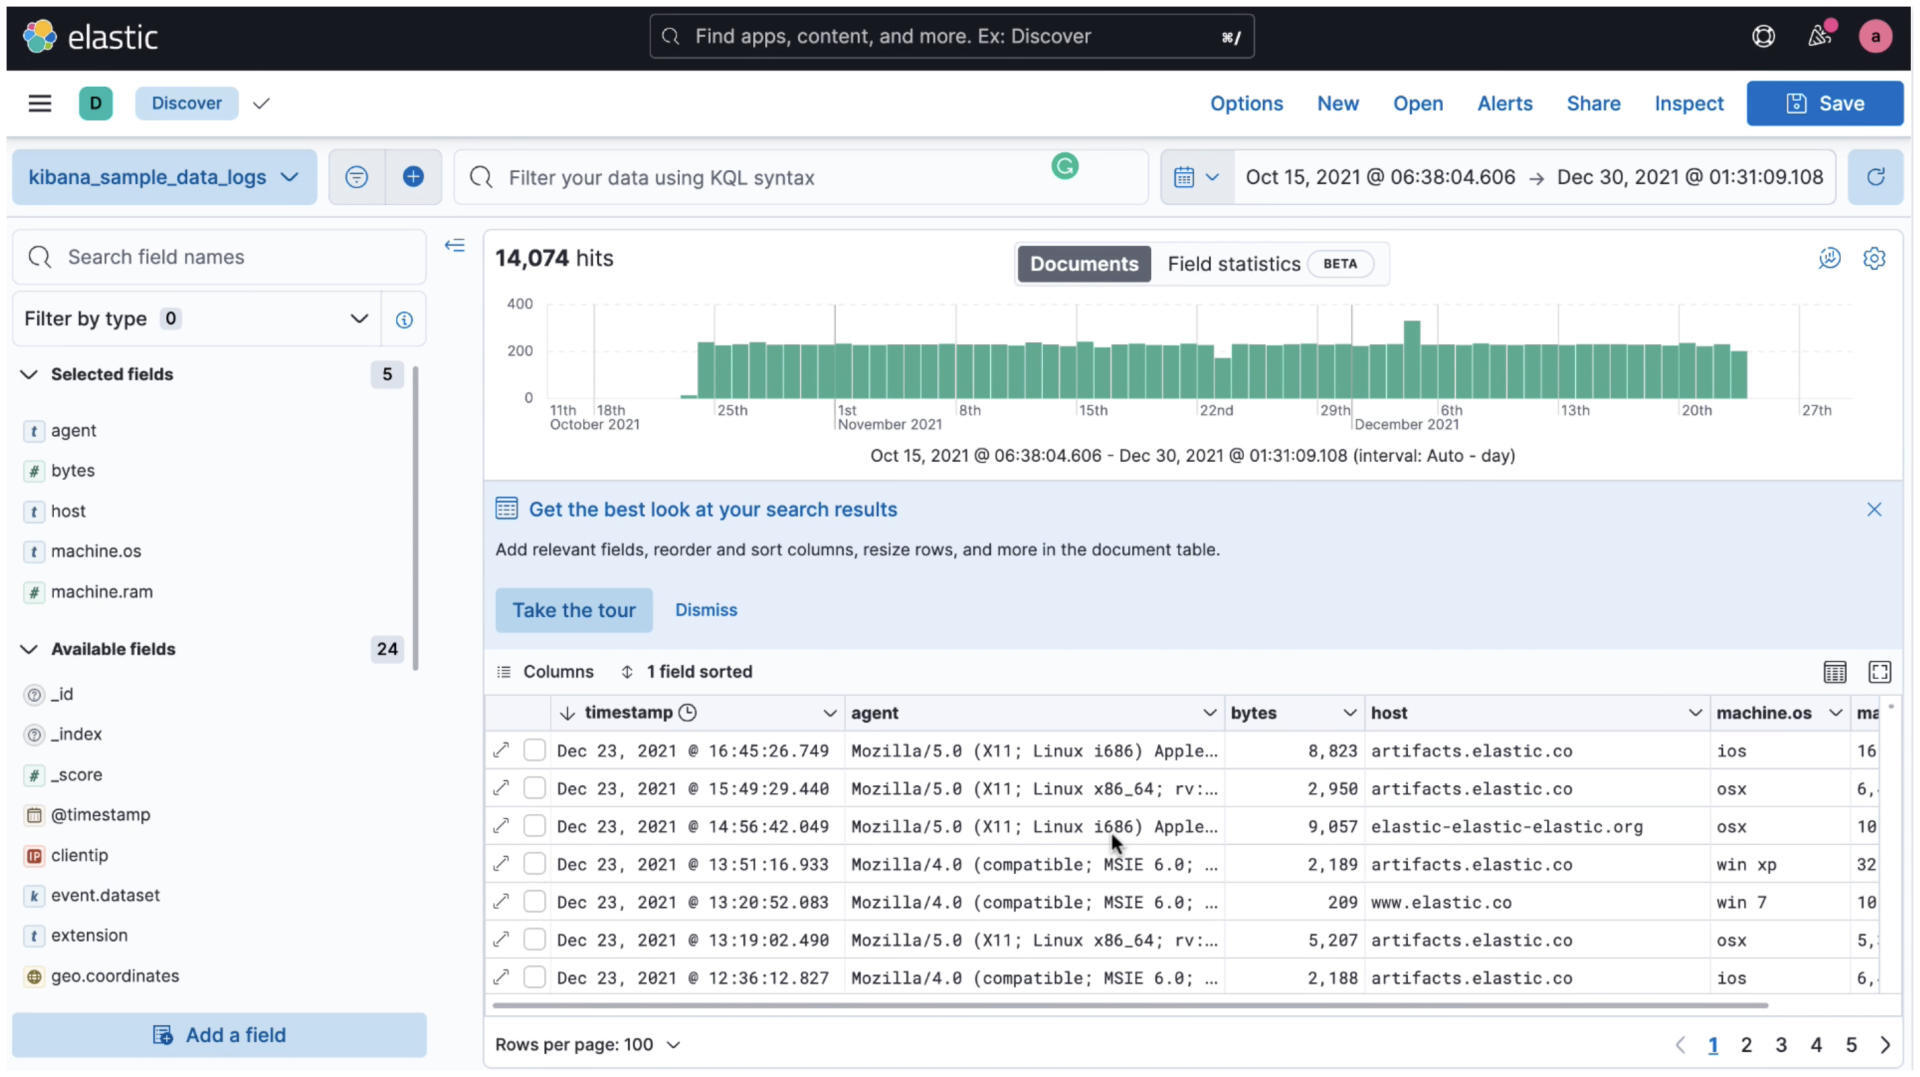 elastic
Find apps, content, and more. Ex: Discover
⌘/
a
D
Discover
Options
New
Open
Alerts
Share
Inspect
Save
kibana_sample_data_logs
Filter your data using KQL syntax
Oct 15, 2021 @ 06:38:04.606 → Dec 30, 2021 @ 01:31:09.108
Search field names
Filter by type 0
Selected fields 5
t agent
# bytes
t host
t machine.os
# machine.ram
Available fields 24
_id
_index
# _score
@timestamp
IP clientip
k event.dataset
t extension
geo.coordinates
Add a field
14,074 hits
Documents
Field statistics BETA
400
200
0
11th 18th 25th 1st 8th 15th 22nd 29th 6th 13th 20th 27th
October 2021 November 2021 December 2021
Oct 15, 2021 @ 06:38:04.606 - Dec 30, 2021 @ 01:31:09.108 (interval: Auto - day)
Get the best look at your search results
Add relevant fields, reorder and sort columns, resize rows, and more in the document table.
Take the tour Dismiss
Columns 1 field sorted
timestamp agent bytes host machine.os ma
Dec 23, 2021 @ 16:45:26.749 Mozilla/5.0 (X11; Linux i686) Apple... 8,823 artifacts.elastic.co ios 16
Dec 23, 2021 @ 15:49:29.440 Mozilla/5.0 (X11; Linux x86_64; rv:... 2,950 artifacts.elastic.co osx 6,
Dec 23, 2021 @ 14:56:42.049 Mozilla/5.0 (X11; Linux i686) Apple... 9,057 elastic-elastic-elastic.org osx 10
Dec 23, 2021 @ 13:51:16.933 Mozilla/4.0 (compatible; MSIE 6.0; ... 2,189 artifacts.elastic.co win xp 32
Dec 23, 2021 @ 13:20:52.083 Mozilla/4.0 (compatible; MSIE 6.0; ... 209 www.elastic.co win 7 10
Dec 23, 2021 @ 13:19:02.490 Mozilla/5.0 (X11; Linux x86_64; rv:... 5,207 artifacts.elastic.co osx 5,
Dec 23, 2021 @ 12:36:12.827 Mozilla/4.0 (compatible; MSIE 6.0; ... 2,188 artifacts.elastic.co ios 6,
Rows per page: 100
1 2 3 4 5